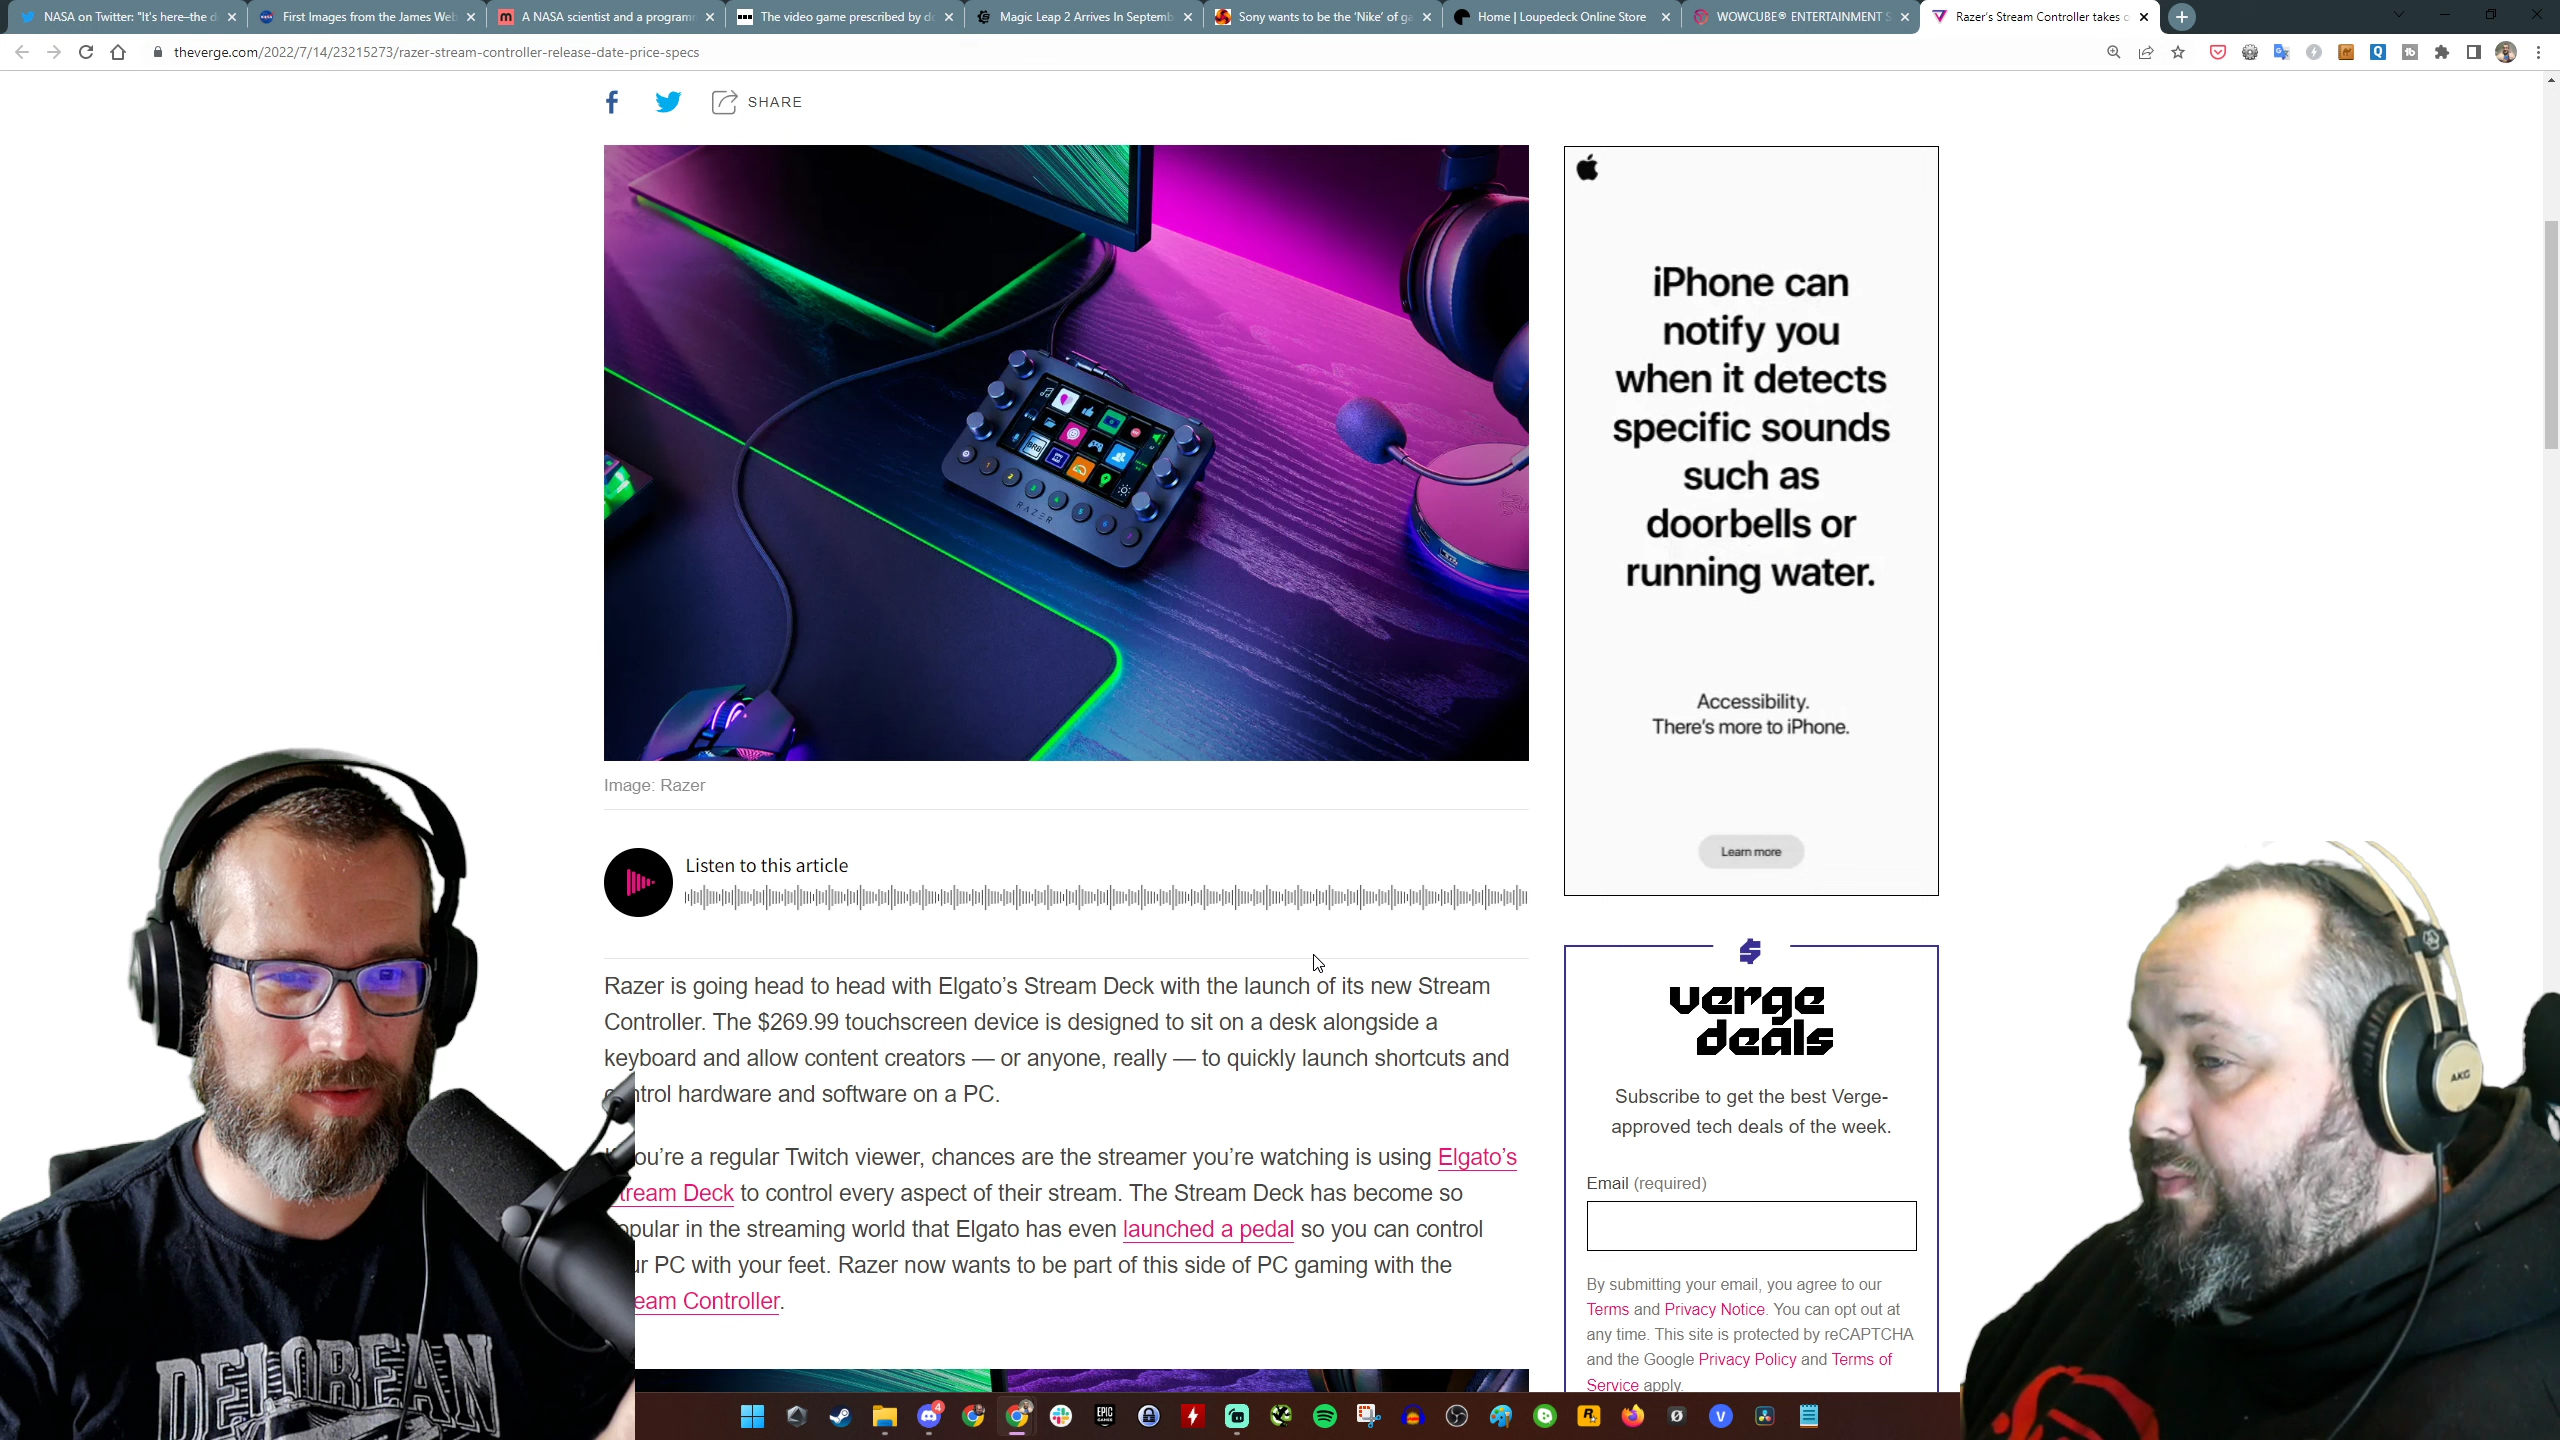 NASA on Twitter: "It's here–the d
First Images from the James Web
A NASA scientist and a programm
The video game prescribed by do
Magic Leap 2 Arrives In Septemb
Sony wants to be the 'Nike' of ga
Home | Loupedeck Online Store
WOWCUBE® ENTERTAINMENT S
Razer's Stream Controller takes o
theverge.com/2022/7/14/23215273/razer-stream-controller-release-date-price-specs
SHARE
RAZER
Image: Razer
Listen to this article
Razer is going head to head with Elgato's Stream Deck with the launch of its new Stream
Controller. The $269.99 touchscreen device is designed to sit on a desk alongside a
keyboard and allow content creators — or anyone, really — to quickly launch shortcuts and
ntrol hardware and software on a PC.
ou're a regular Twitch viewer, chances are the streamer you're watching is using Elgato's
tream Deck to control every aspect of their stream. The Stream Deck has become so
opular in the streaming world that Elgato has even launched a pedal so you can control
ur PC with your feet. Razer now wants to be part of this side of PC gaming with the
eam Controller.
iPhone can
notify you
when it detects
specific sounds
such as
doorbells or
running water.
Accessibility.
There's more to iPhone.
Learn more
verge
deals
Subscribe to get the best Verge-
approved tech deals of the week.
Email (required)
By submitting your email, you agree to our
Terms and Privacy Notice. You can opt out at
any time. This site is protected by reCAPTCHA
and the Google Privacy Policy and Terms of
Service apply.
DELOREAN
AKG
4
EPIC
GAMES